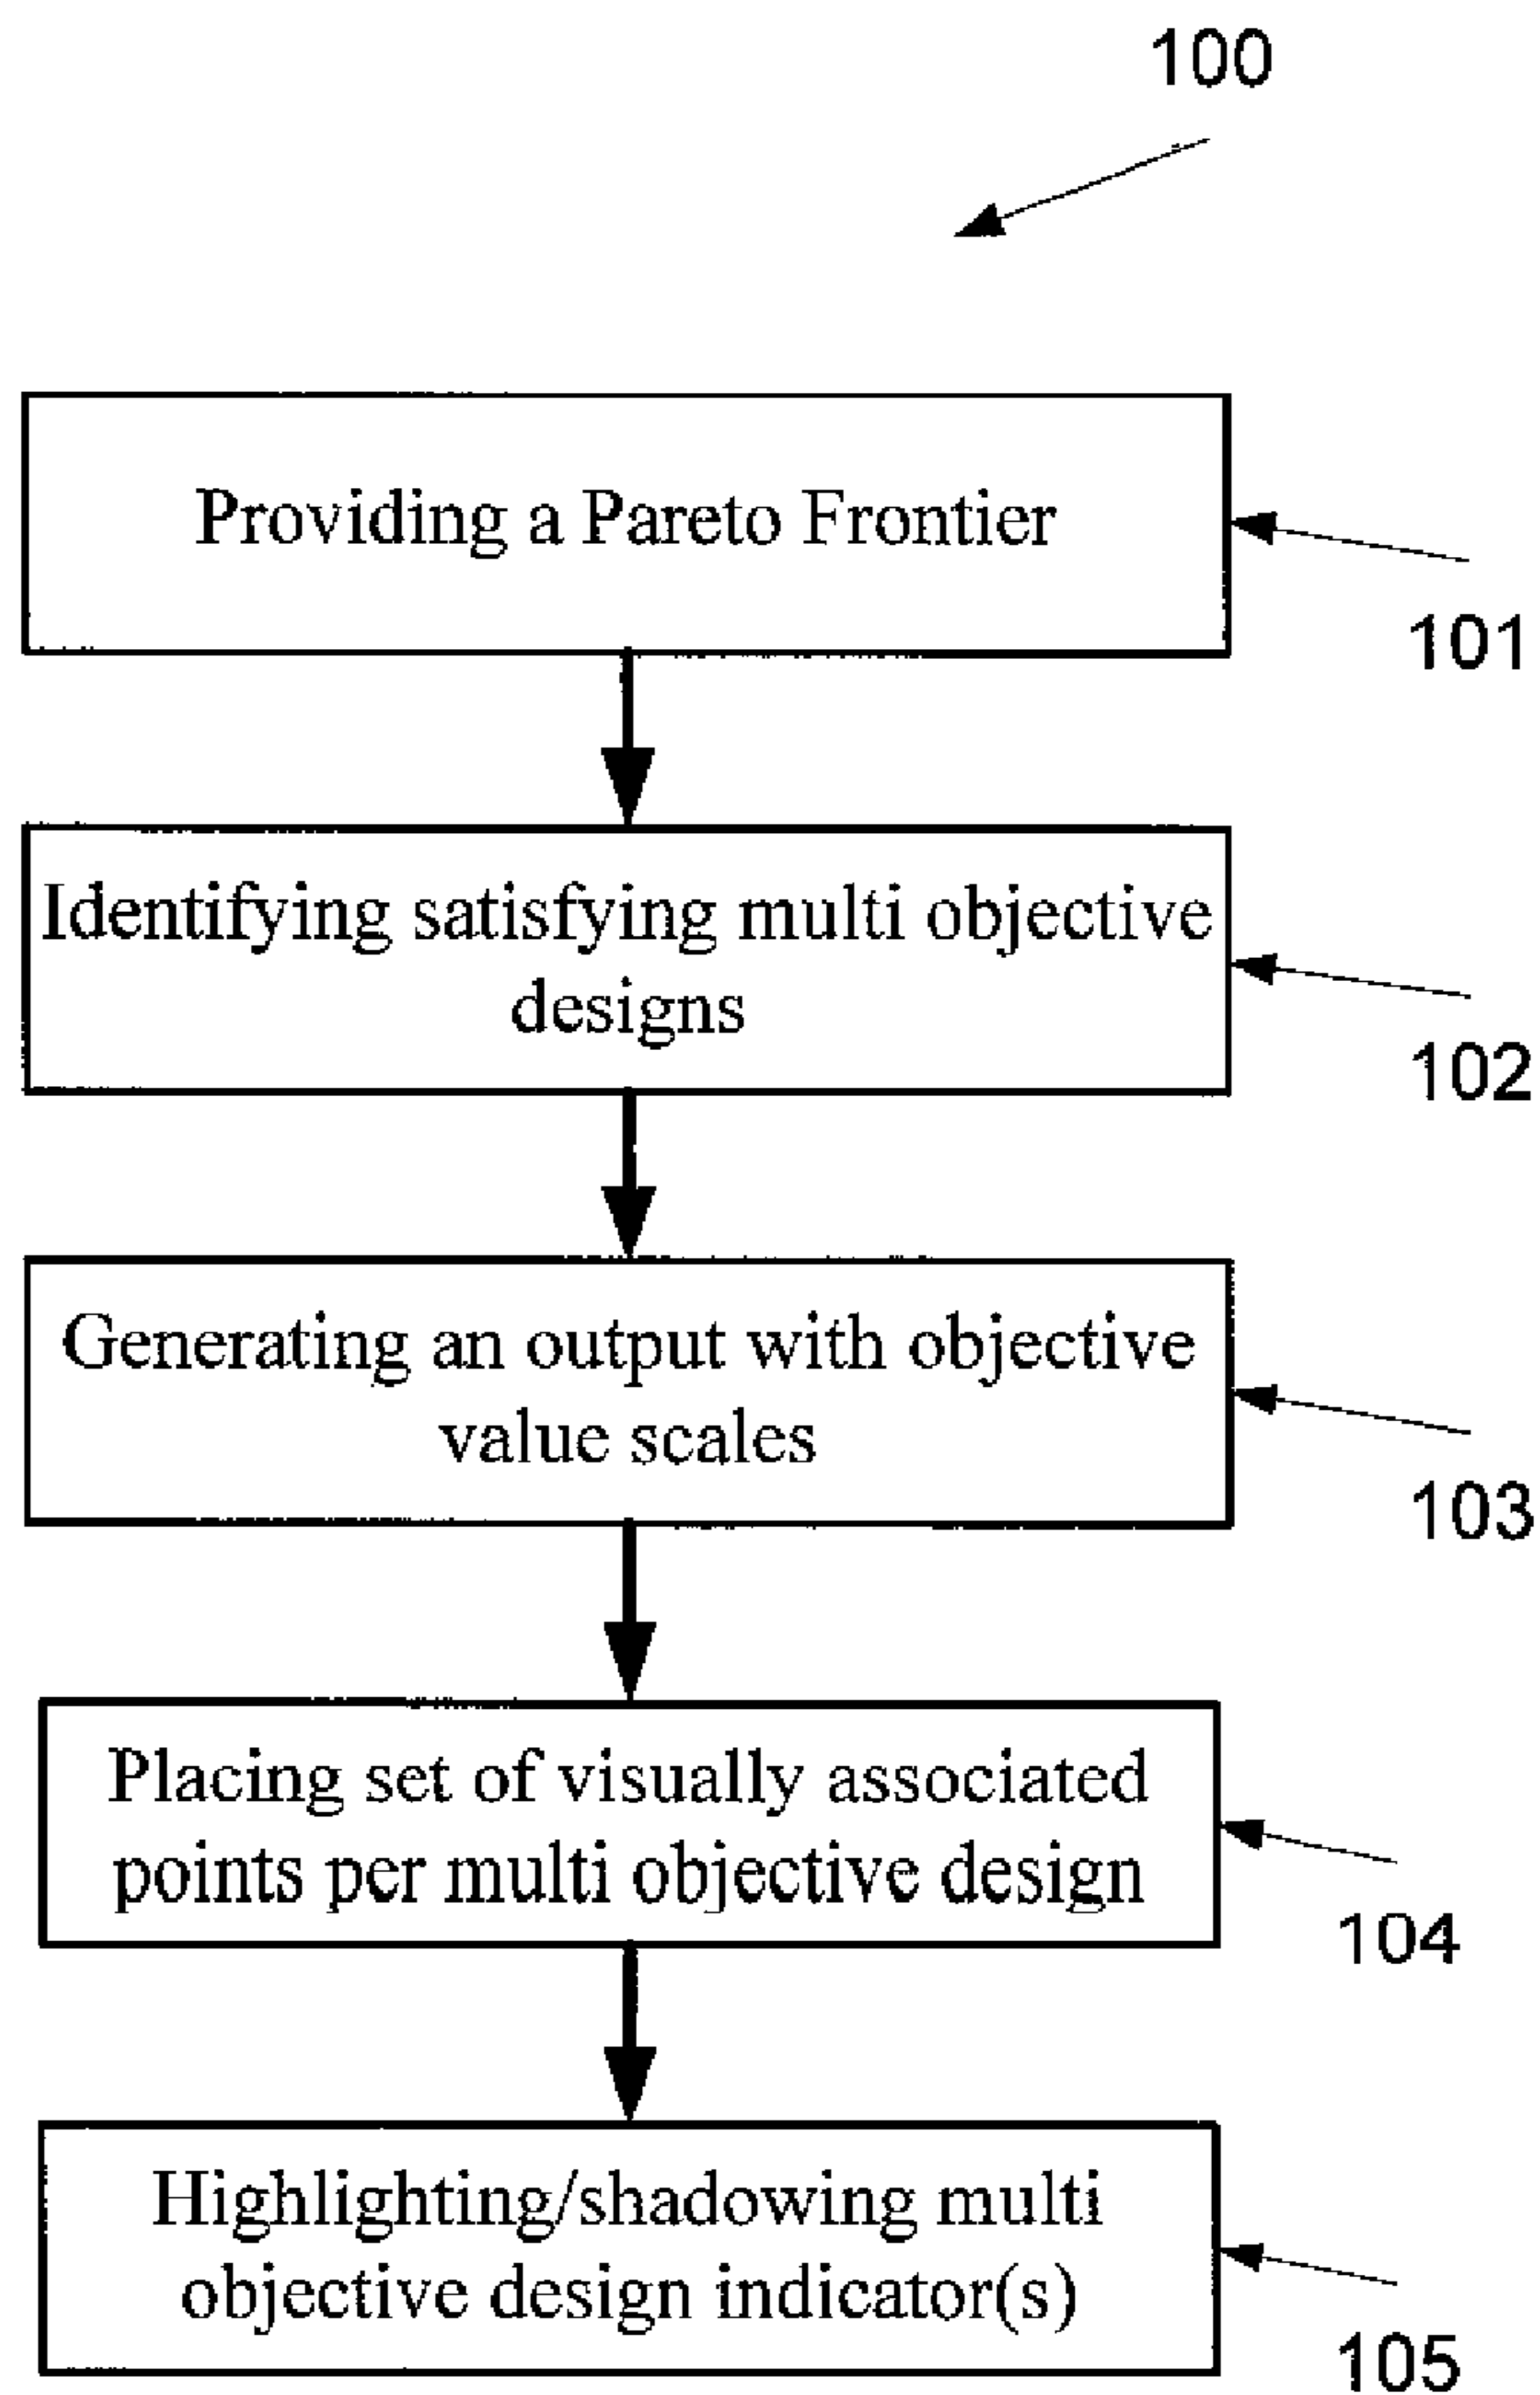 100
Providing a Pareto Frontier
101
Identifying satisfying multi objective
designs
102
Generating an output with objective
value scales
103
Placing set of visually associated
points per multi objective design
104
Highlighting/shadowing multi
objective design indicator(s)
105